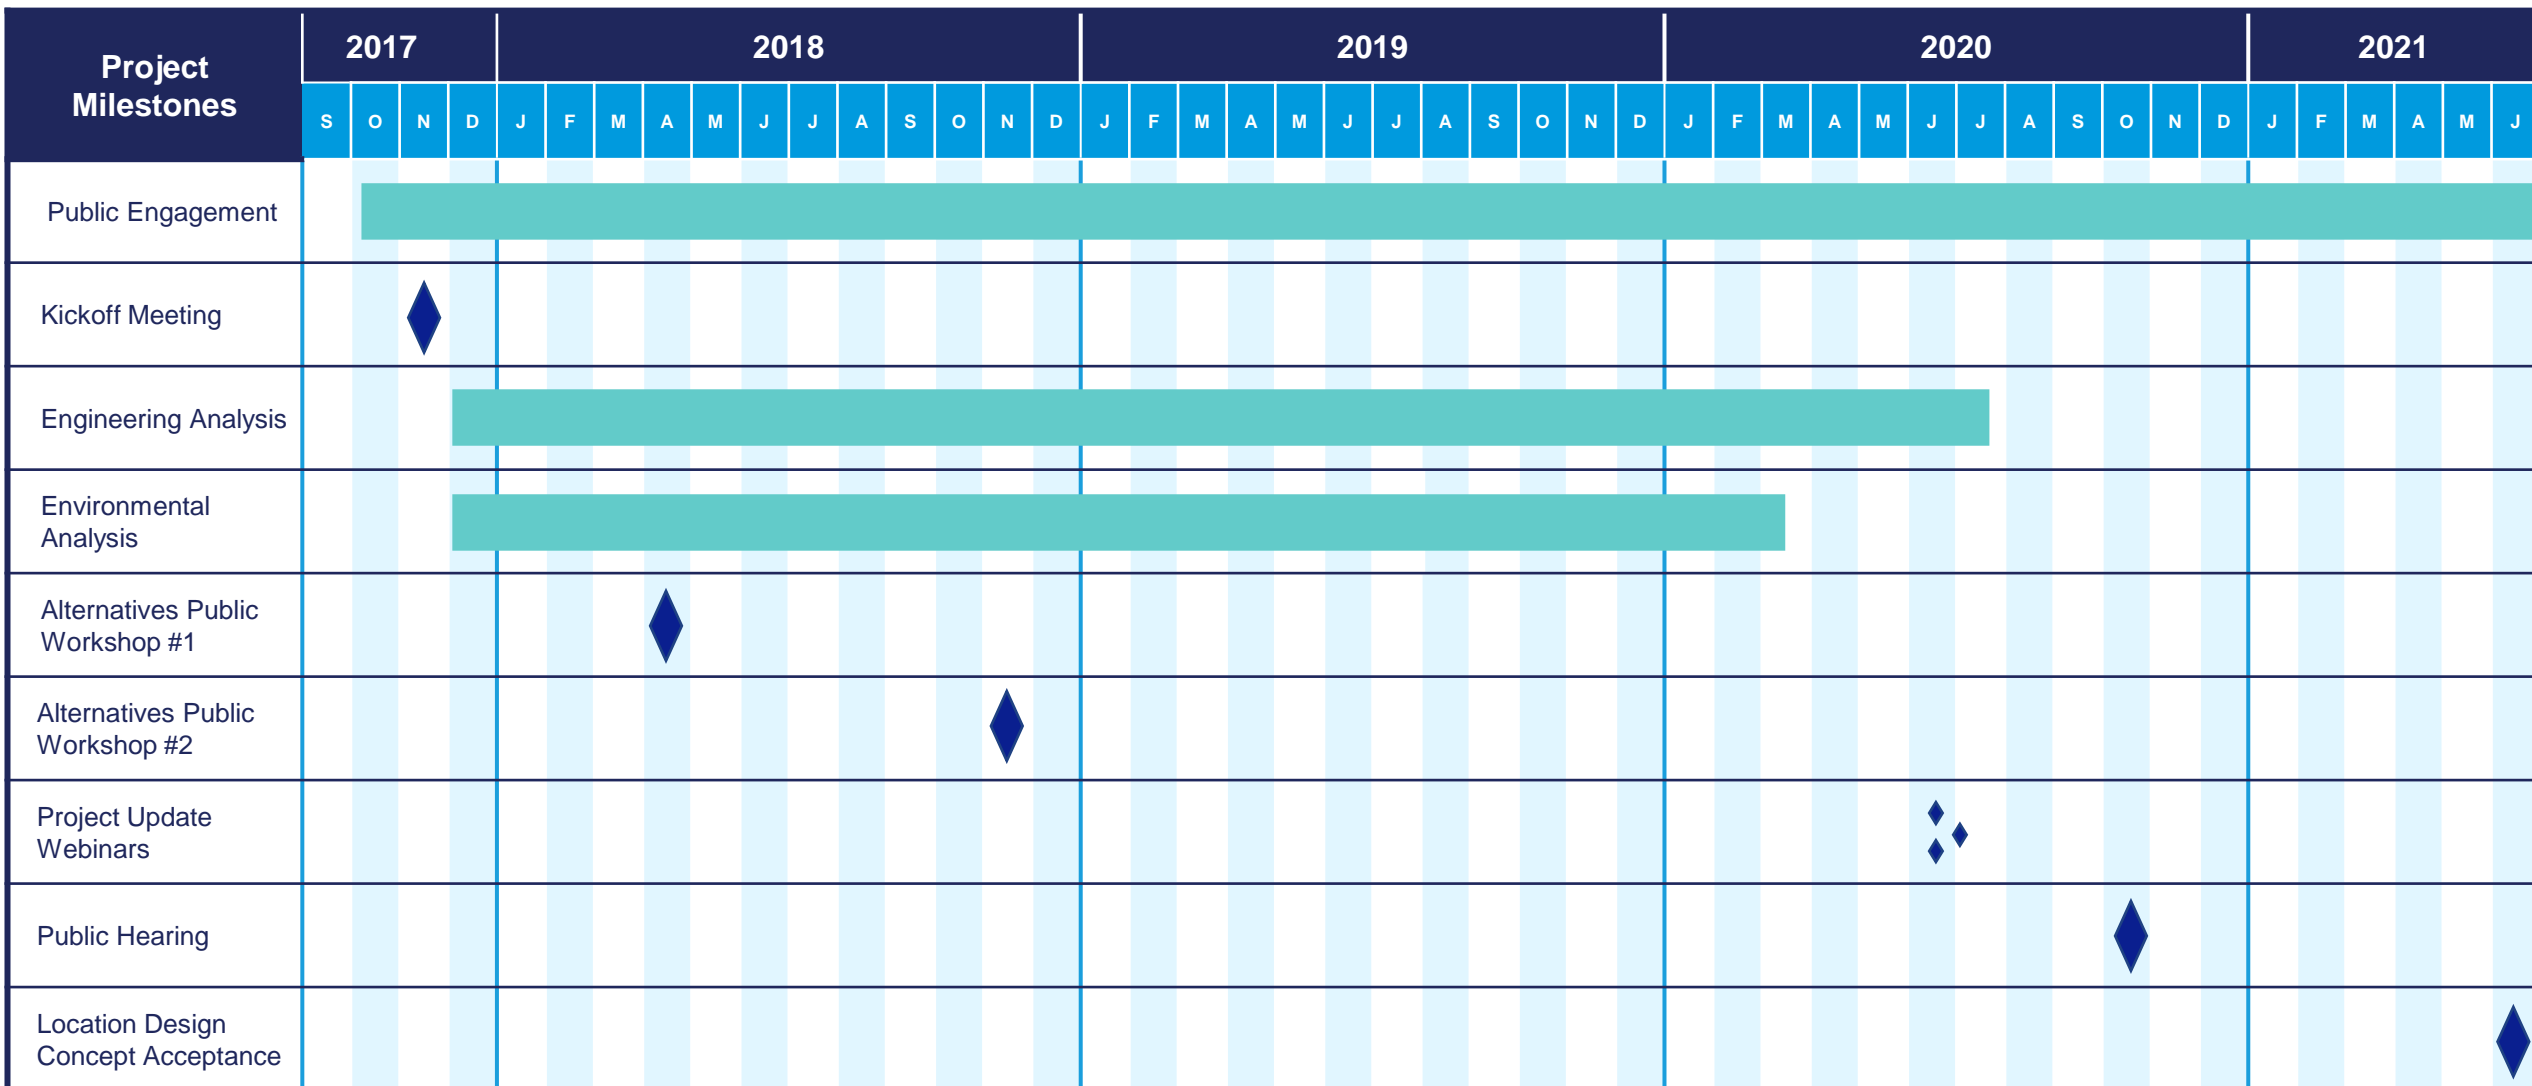 Project
Milestones
2017 2018 2019 2020 2021
S O N D J F M A M J J A S O N D J F M A M J J A S O N D J F M A M J J A S O N D J F M A M J
Public Engagement
Kickoff Meeting
Engineering Analysis
Environmental
Analysis
Alternatives Public
Workshop #1
Alternatives Public
Workshop #2
Project Update
Webinars
Public Hearing
Location Design
Concept Acceptance